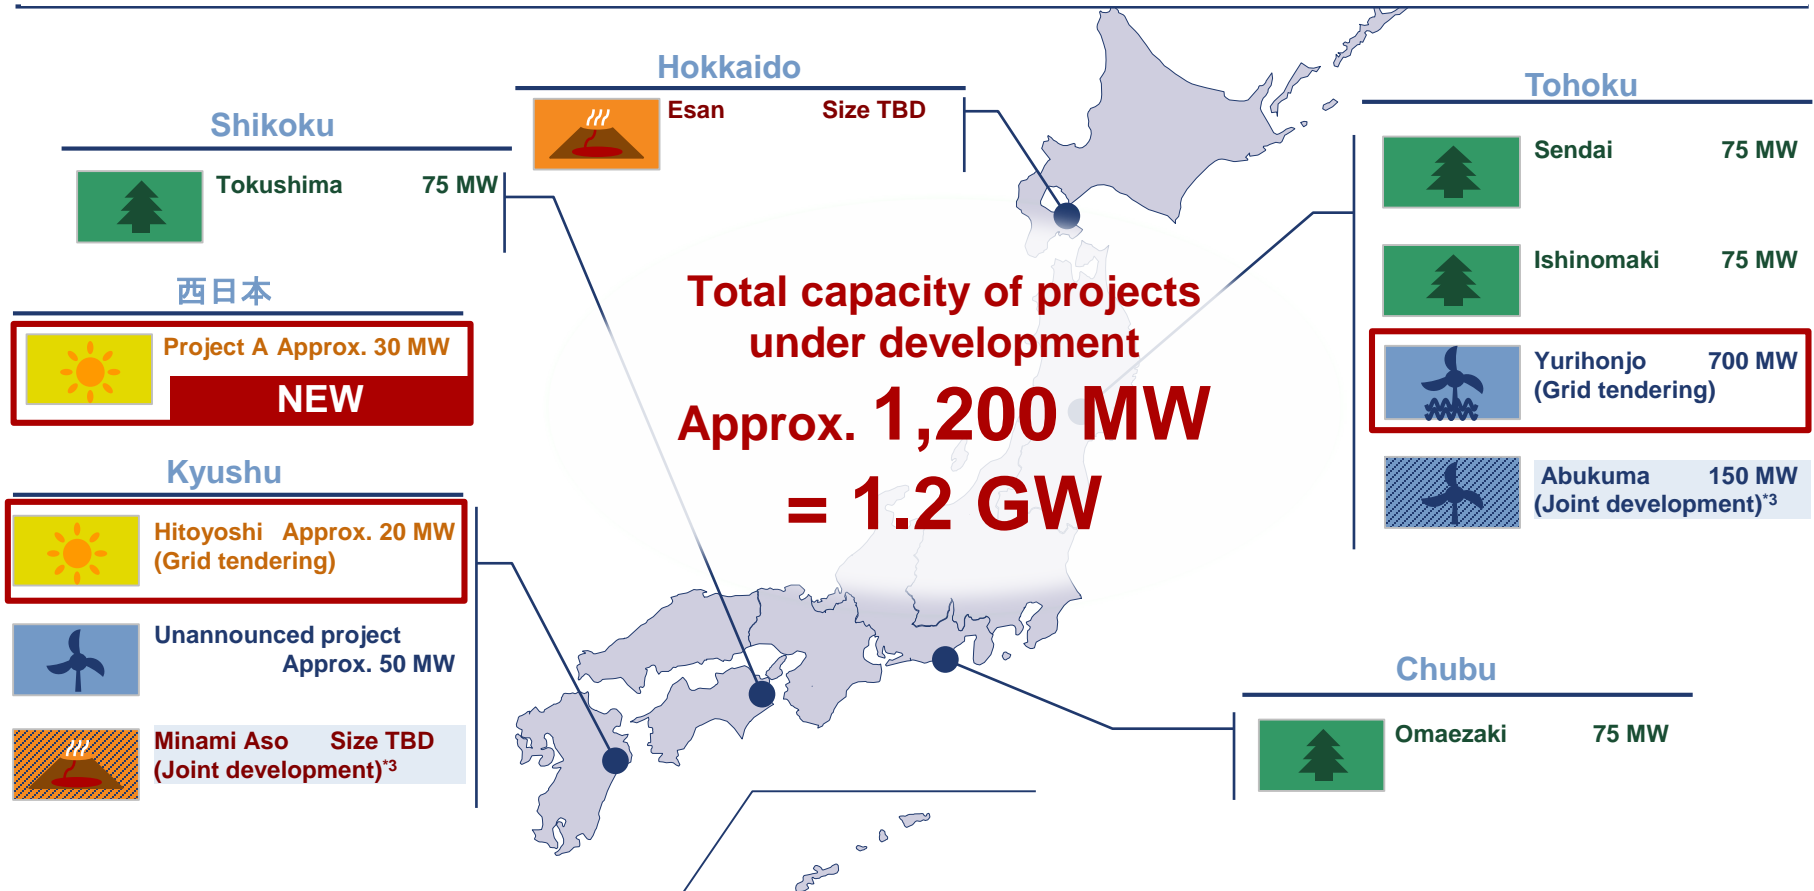 Hokkaido
Esan Size TBD
Shikoku
Tokushima 75 MW
西日本
Project A Approx. 30 MW
NEW
Kyushu
Hitoyoshi Approx. 20 MW
(Grid tendering)
Unannounced project
Approx. 50 MW
Minami Aso Size TBD
(Joint development)*3
Total capacity of projects
under development
Approx. 1,200 MW
= 1.2 GW
Tohoku
Sendai 75 MW
Ishinomaki 75 MW
Yurihonjo 700 MW
(Grid tendering)
Abukuma 150 MW
(Joint development)*3
Chubu
Omaezaki 75 MW